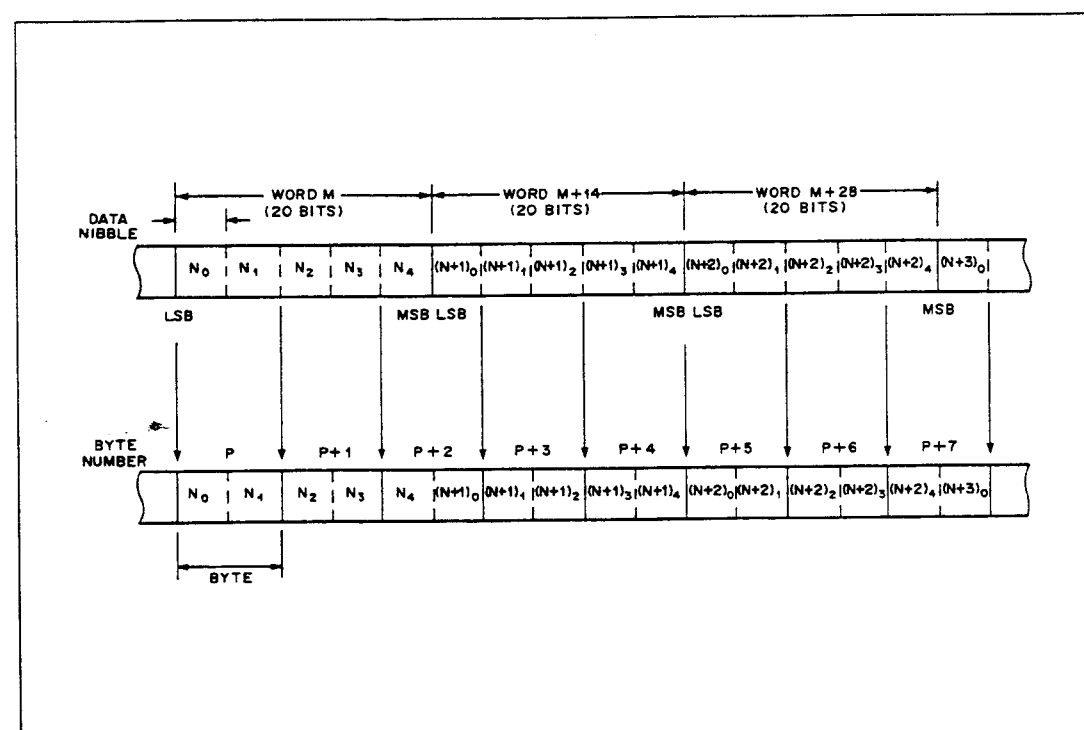 WORD M
(20 BITS)
WORD M+14
(20 BITS)
WORD M+28
(20 BITS)
DATA
NIBBLE
N₀ N₁ N₂ N₃ N₄ (N+1)₀ (N+1)₁ (N+1)₂ (N+1)₃ (N+1)₄ (N+2)₀ (N+2)₁ (N+2)₂ (N+2)₃ (N+2)₄ (N+3)₀
LSB MSB LSB MSB LSB MSB
BYTE
NUMBER
P P+1 P+2 P+3 P+4 P+5 P+6 P+7
N₀ N₁ N₂ N₃ N₄ (N+1)₀ (N+1)₁ (N+1)₂ (N+1)₃ (N+1)₄ (N+2)₀ (N+2)₁ (N+2)₂ (N+2)₃ (N+2)₄ (N+3)₀
BYTE